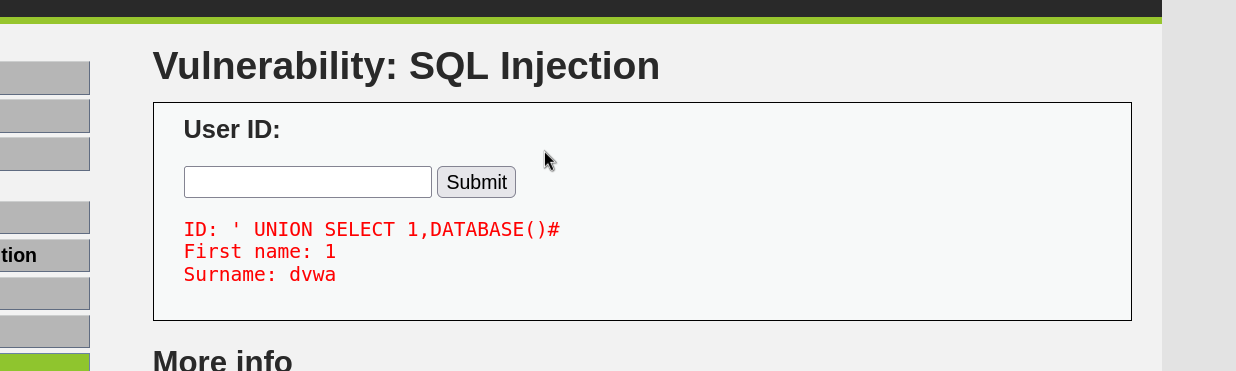 Vulnerability: SQL Injection
User ID:
Submit
ID: ' UNION SELECT 1,DATABASE()#
First name: 1
Surname: dvwa
tion
More info